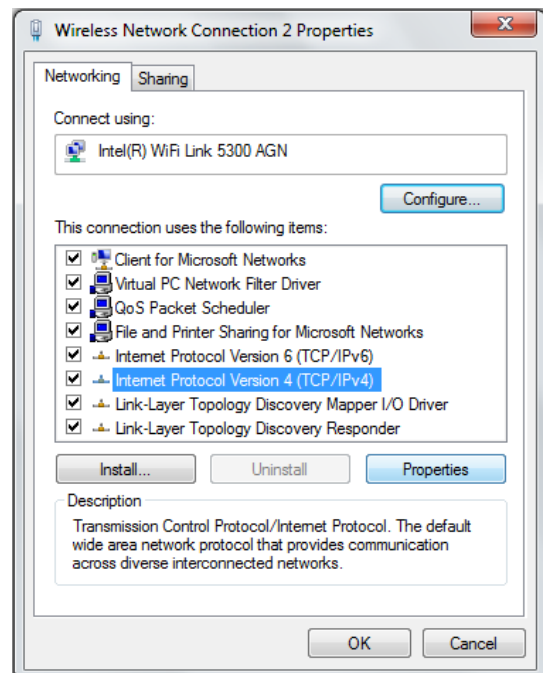 Wireless Network Connection 2 Properties
Networking
Sharing
Connect using:
Intel(R) WiFi Link 5300 AGN
Configure...
This connection uses the following items:
Client for Microsoft Networks
Virtual PC Network Filter Driver
QoS Packet Scheduler
File and Printer Sharing for Microsoft Networks
Internet Protocol Version 6 (TCP/IPv6)
Internet Protocol Version 4 (TCP/IPv4)
Link-Layer Topology Discovery Mapper I/O Driver
Link-Layer Topology Discovery Responder
Install...
Uninstall
Properties
Description
Transmission Control Protocol/Internet Protocol. The default
wide area network protocol that provides communication
across diverse interconnected networks.
OK
Cancel